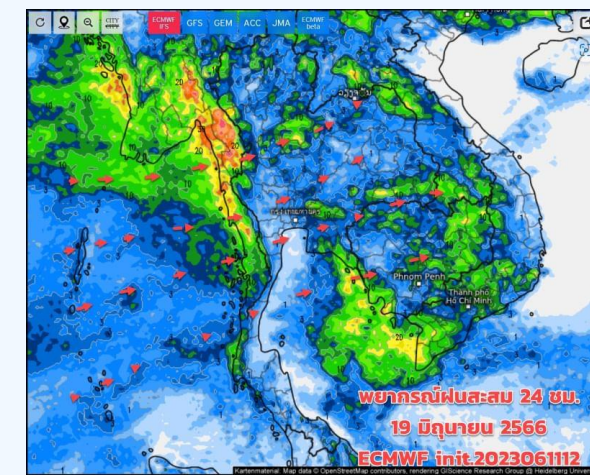 CITY
ECMWF IFS
GFS
GEM
ACC
JMA
ECMWF beta
Phnom Penh
Thành phố
Hồ Chí Minh
พยากรณ์ฝนสะสม 24 ชม.
19 มิถุนายน 2566
ECMWF init.2023061112
Kartenmaterial: Map data © OpenStreetMap contributors, rendering GIScience Research Group @ Heidelberg Univer